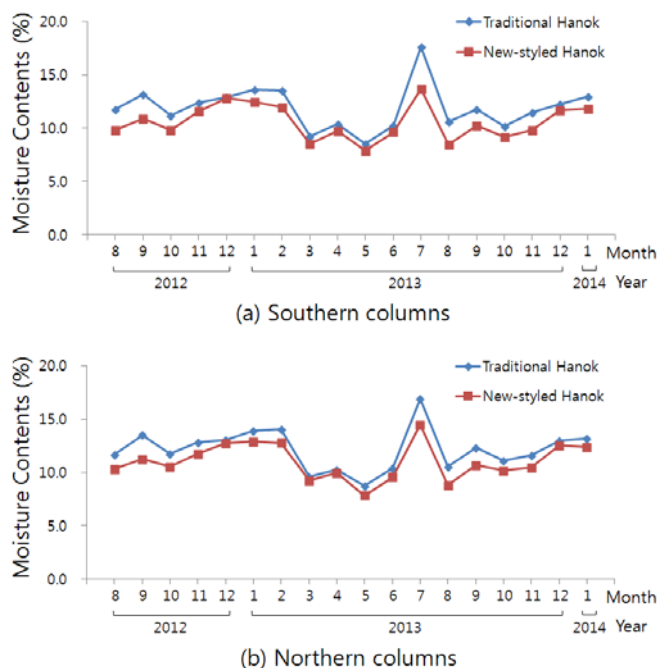 20.0
Traditional Hanok
New-styled Hanok
15.0
10.0
5.0
0.0
Moisture Contents (%)
8 9 10 11 12 1 2 3 4 5 6 7 8 9 10 11 12 1 Month
2012 2013 2014 Year
(a) Southern columns
20.0
Traditional Hanok
New-styled Hanok
15.0
10.0
5.0
0.0
Moisture Contents (%)
8 9 10 11 12 1 2 3 4 5 6 7 8 9 10 11 12 1 Month
2012 2013 2014 Year
(b) Northern columns